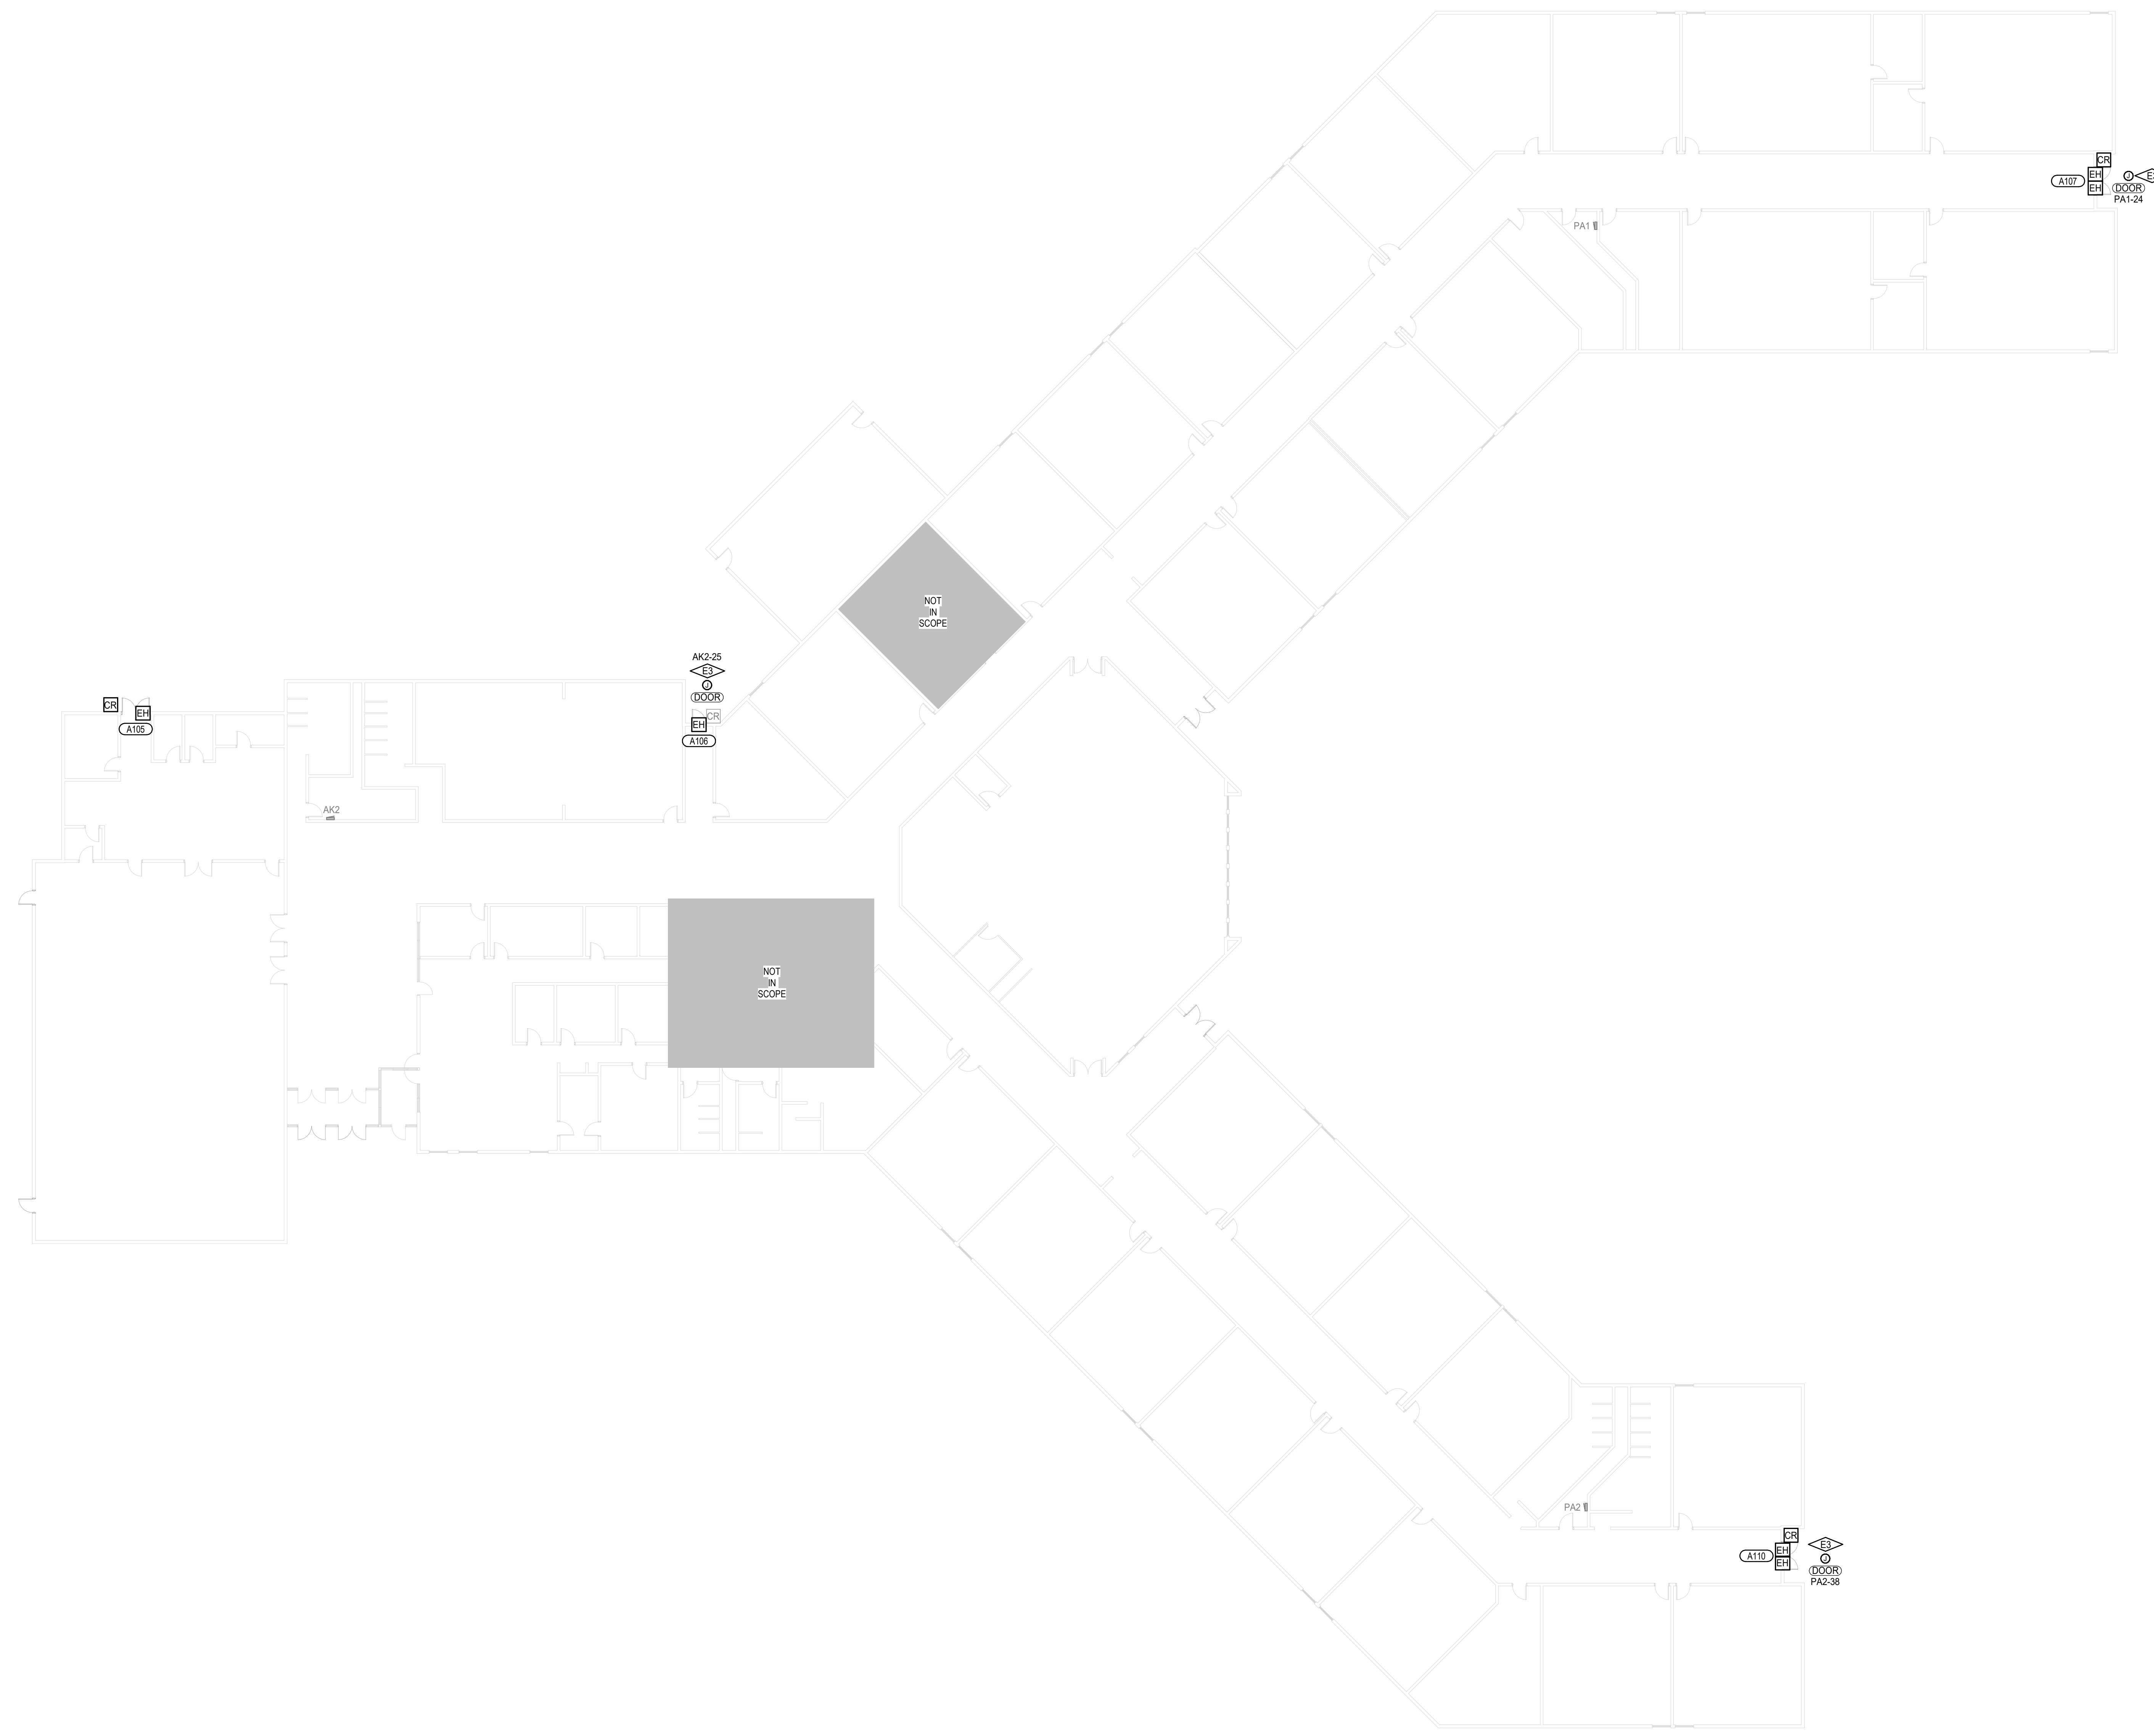 CR
EH
EH
A107
J
DOOR
PA1-24
PA1
NOT
IN
SCOPE
AK2-25
E3
J
DOOR
CR
EH
A106
CR
EH
A105
AK2
NOT
IN
SCOPE
PA2
CR
EH
EH
A110
E3
J
DOOR
PA2-38